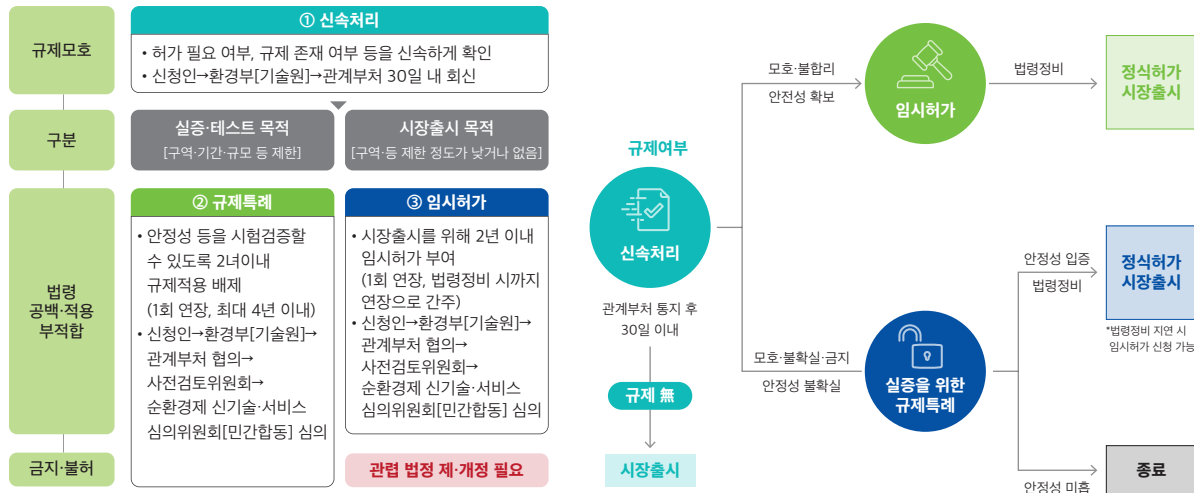 규제모호
① 신속처리
• 허가 필요 여부, 규제 존재 여부 등을 신속하게 확인
• 신청인→환경부[기술원]→관계부처 30일 내 회신
구분
실증·테스트 목적
[구역·기간·규모 등 제한]
시장출시 목적
[구역·등 제한 정도가 낮거나 없음]
법령
공백·적용
부적합
② 규제특례
• 안정성 등을 시험검증할
수 있도록 2녀이내
규제적용 배제
(1회 연장, 최대 4년 이내)
• 신청인→환경부[기술원]→
관계부처 협의→
사전검토위원회→
순환경제 신기술·서비스
심의위원회[민간합동] 심의
③ 임시허가
• 시장출시를 위해 2년 이내
임시허가 부여
(1회 연장, 법령정비 시까지
연장으로 간주)
• 신청인→환경부[기술원]→
관계부처 협의→
사전검토위원회→
순환경제 신기술·서비스
심의위원회[민간합동] 심의
금지·불허
관련 법정 제·개정 필요
규제여부
신속처리
관계부처 통지 후
30일 이내
규제 無
시장출시
모호·불합리
안전성 확보
임시허가
법령정비
정식허가
시장출시
모호·불확실·금지
안정성 불확실
실증을 위한
규제특례
안정성 입증
법령정비
정식허가
시장출시
*법령정비 지연 시
임시허가 신청 가능
안정성 미흡
종료